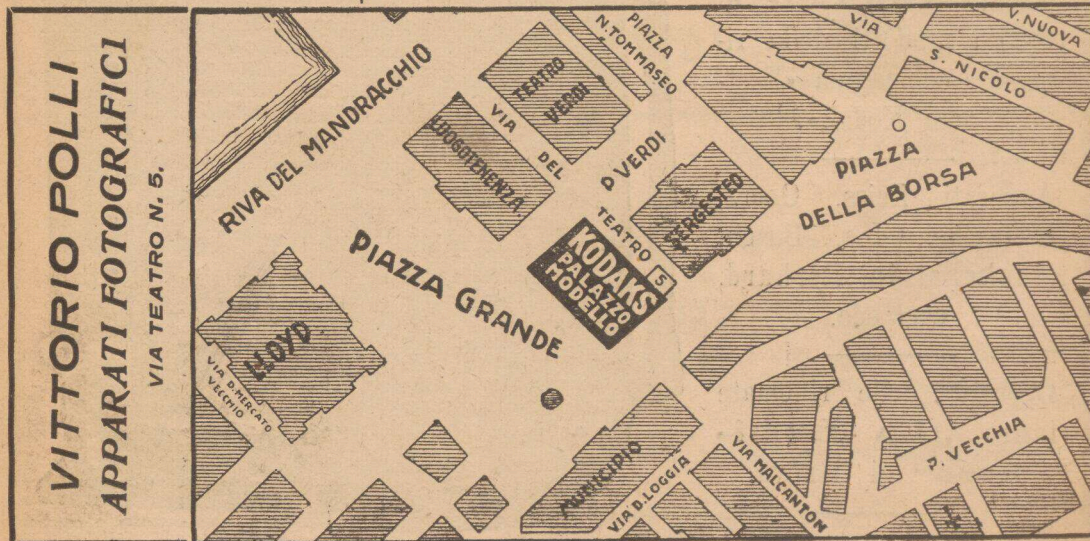 VITTORIO POLLI
APPARATI FOTOGRAFICI
VIA TEATRO N. 5.
RIVA DEL MANDRACCHIO
TEATRO
VERDI
PIAZZA
N. TOMMASEO
VIA
S. NICOLO
V. NUOVA
LUOGOTENENZA
VIA
DEL
TEATRO
5
P. VERDI
TERGESTEO
PIAZZA
DELLA BORSA
PIAZZA GRANDE
KODAKS
PALAZZO
MODELLO
LLOYD
VIA D. MERCATO
VECCHIO
MUNICIPIO
VIA D. LOGGIA
VIA MALCANTON
P. VECCHIA